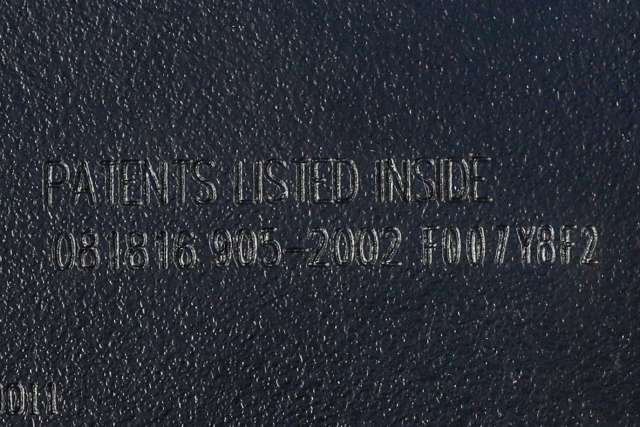 PATENTS LISTED INSIDE
081816 905-2002 F007Y8F2